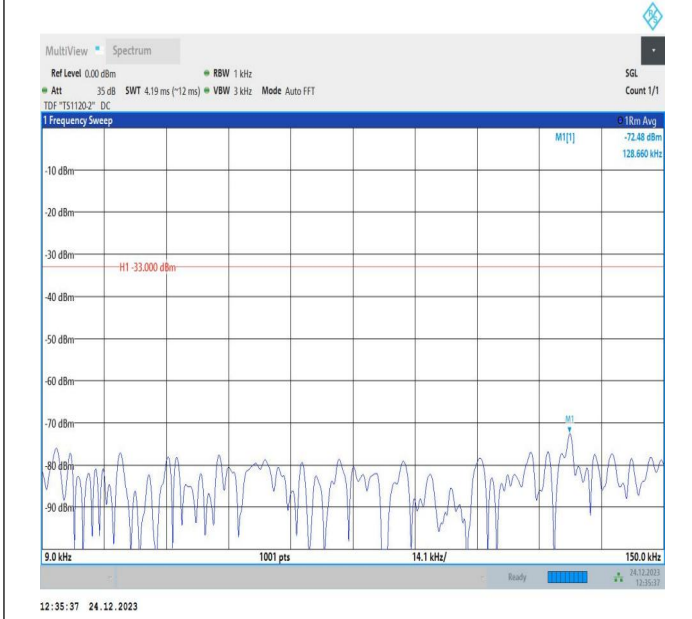 R S
MultiView Spectrum
Ref Level 0.00 dBm RBW 1 kHz SGL
Att 35 dB SWT 4.19 ms (~12 ms) VBW 3 kHz Mode Auto FFT Count 1/1
TDF "TS1120-2" DC
1 Frequency Sweep 1Rm Avg
M1[1] -72.48 dBm
128.660 kHz
-10 dBm
-20 dBm
-30 dBm
H1 -33.000 dBm
-40 dBm
-50 dBm
-60 dBm
-70 dBm
M1
-80 dBm
-90 dBm
9.0 kHz 1001 pts 14.1 kHz/ 150.0 kHz
Ready 24.12.2023
12:35:37
12:35:37 24.12.2023